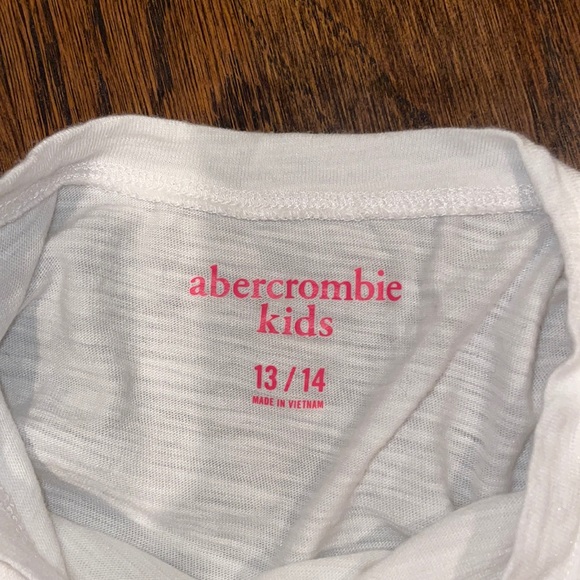 abercrombie
kids
13 / 14
MADE IN VIETNAM